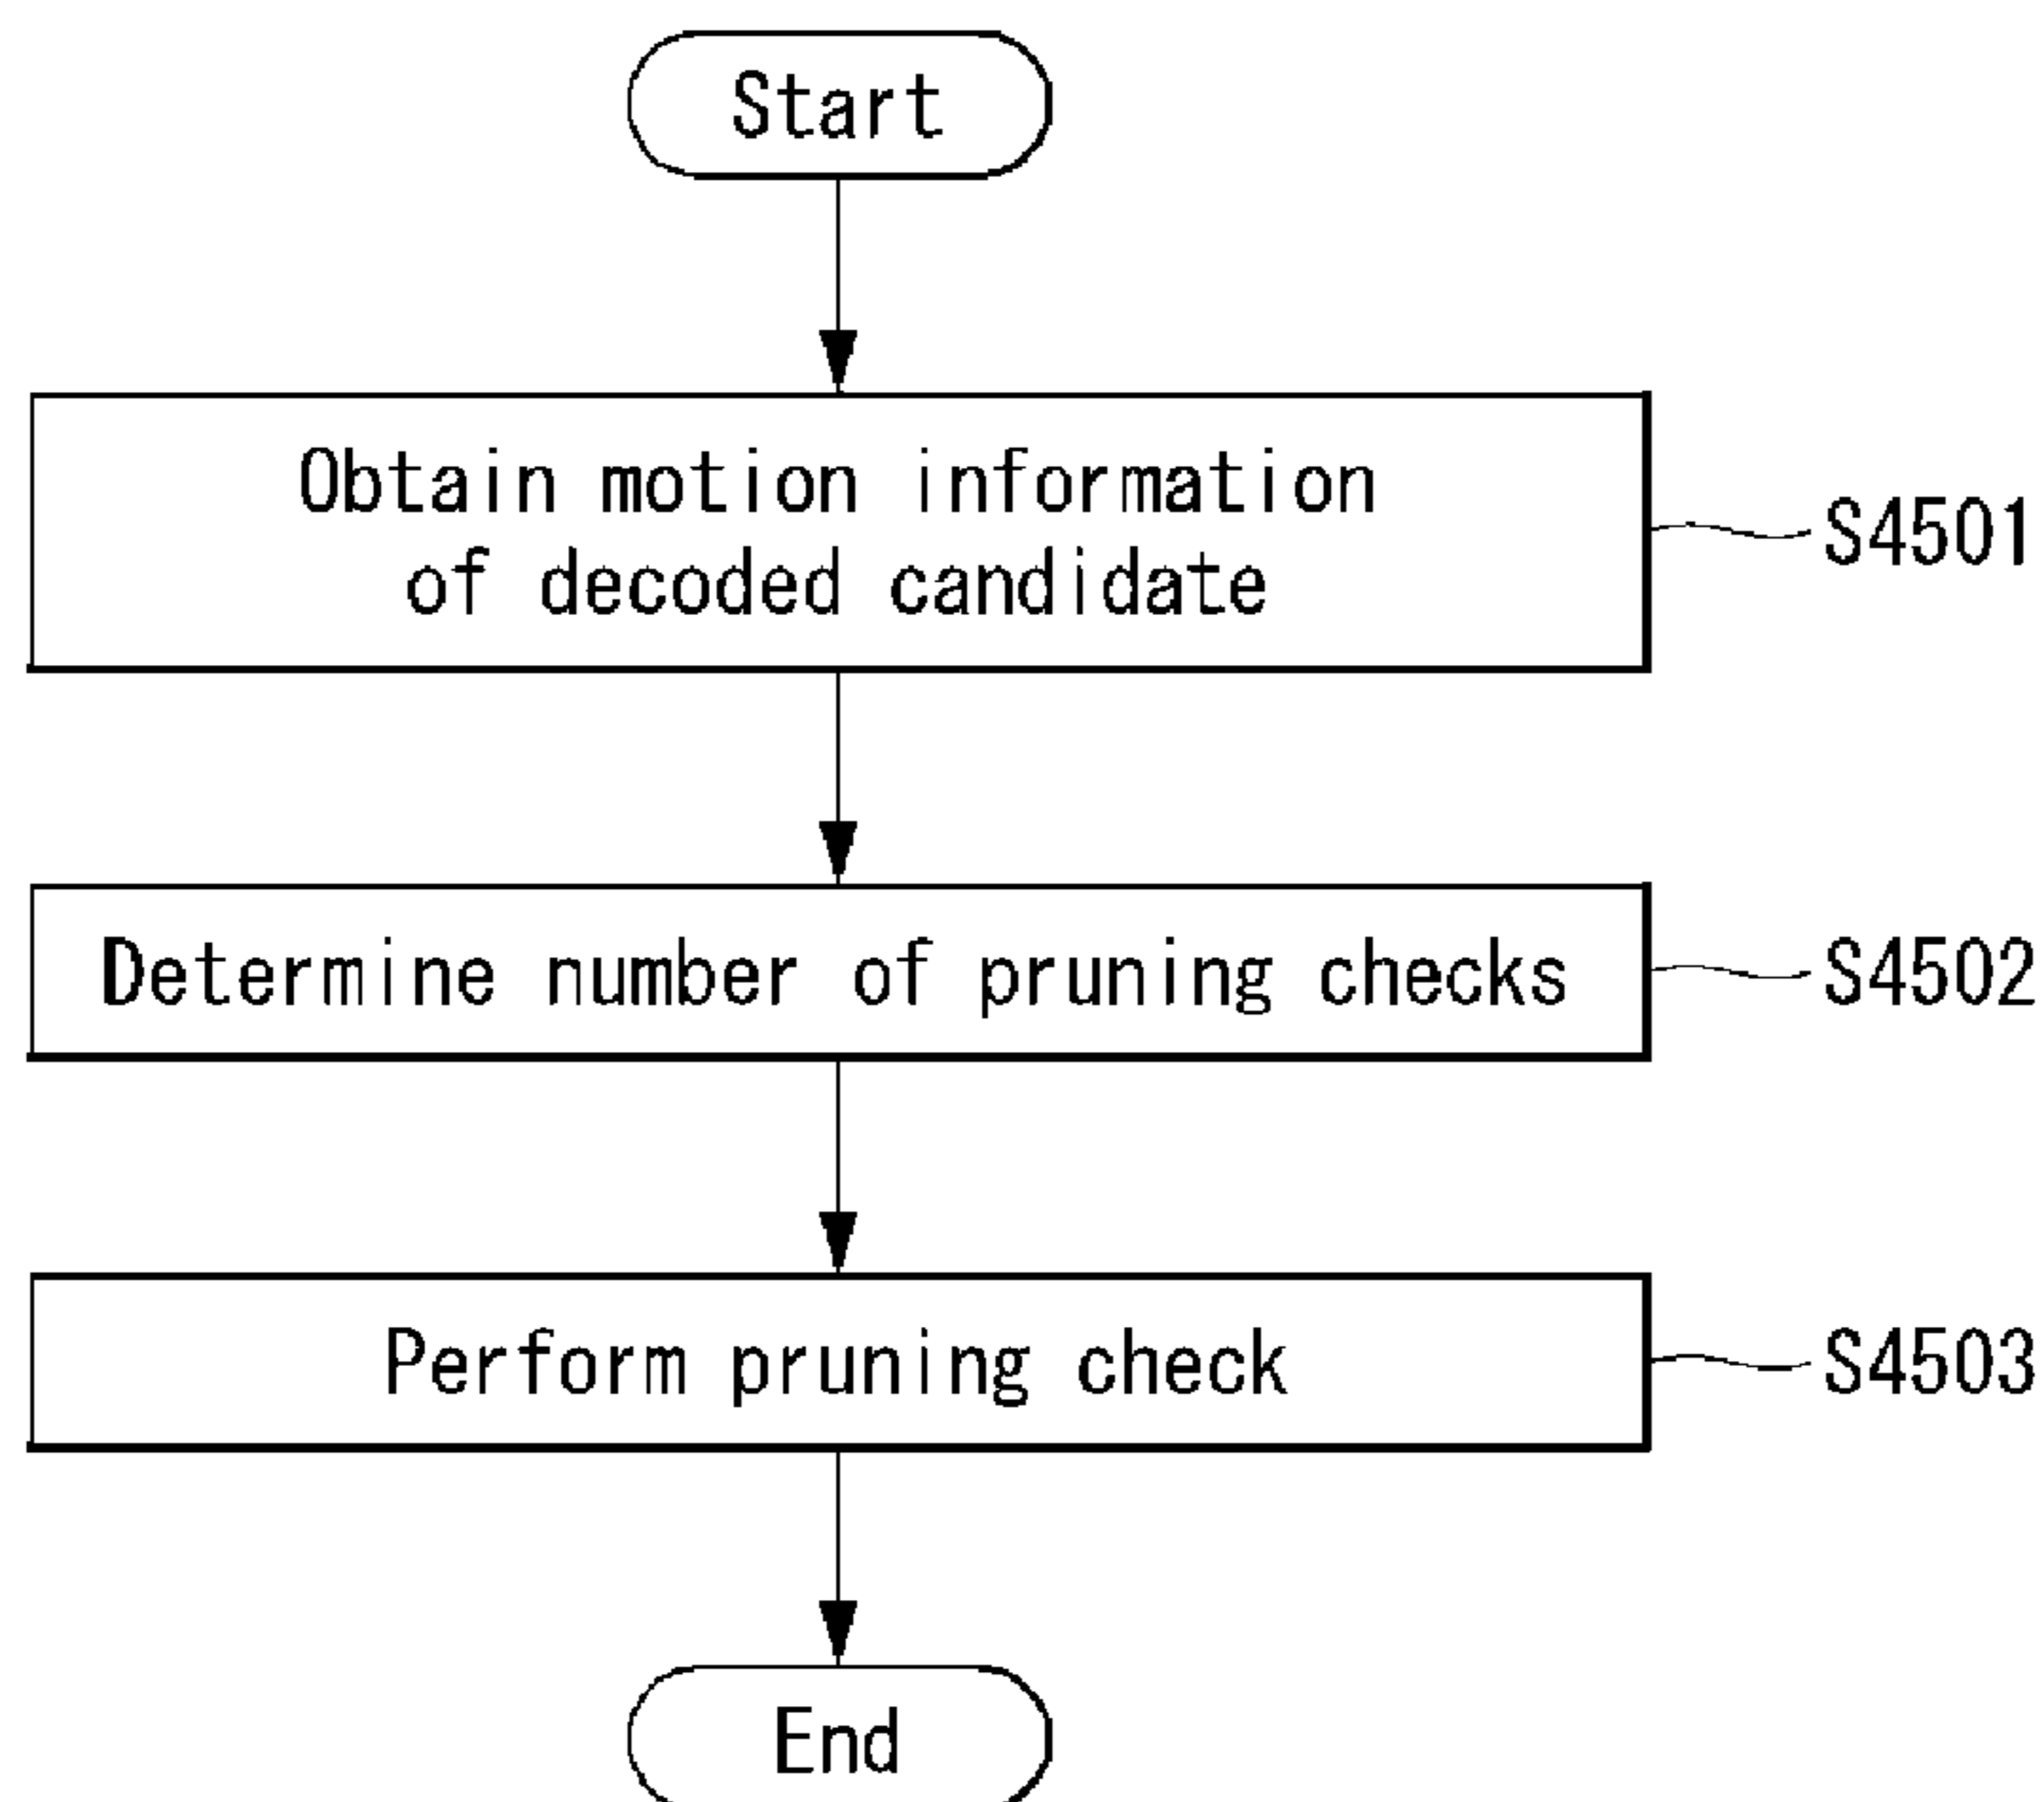 Start
Obtain motion information
of decoded candidate
S4501
Determine number of pruning checks
S4502
Perform pruning check
S4503
End